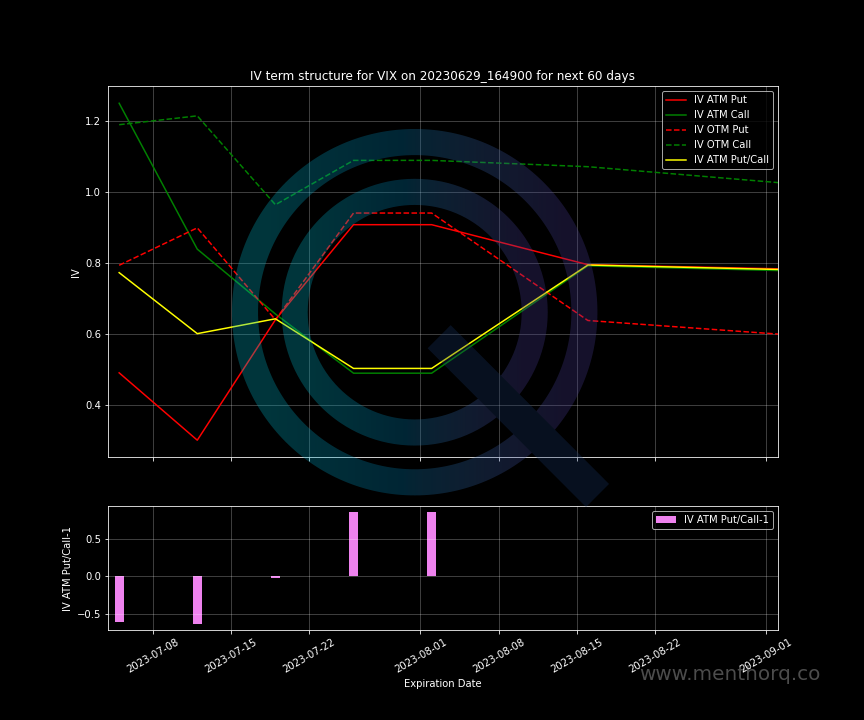 IV term structure for VIX on 20230629_164900 for next 60 days
IV ATM Put
IV ATM Call
IV OTM Put
IV OTM Call
IV ATM Put/Call
1.2
1.0
0.8
0.6
0.4
IV
IV ATM Put/Call-1
0.5
0.0
−0.5
IV ATM Put/Call-1
2023-07-08
2023-07-15
2023-07-22
2023-08-01
2023-08-08
2023-08-15
2023-08-22
2023-09-01
www.menthorq.co
Expiration Date